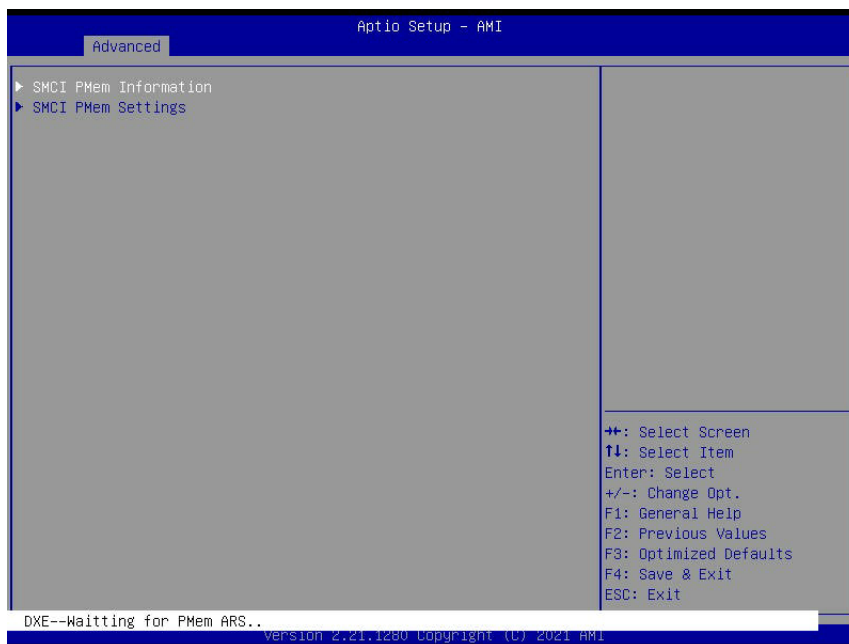 Aptio Setup – AMI
Advanced
SMCI PMem Information
SMCI PMem Settings
→←: Select Screen
↑↓: Select Item
Enter: Select
+/-: Change Opt.
F1: General Help
F2: Previous Values
F3: Optimized Defaults
F4: Save & Exit
ESC: Exit
DXE--Waitting for PMem ARS..
Version 2.21.1280 Copyright (C) 2021 AMI